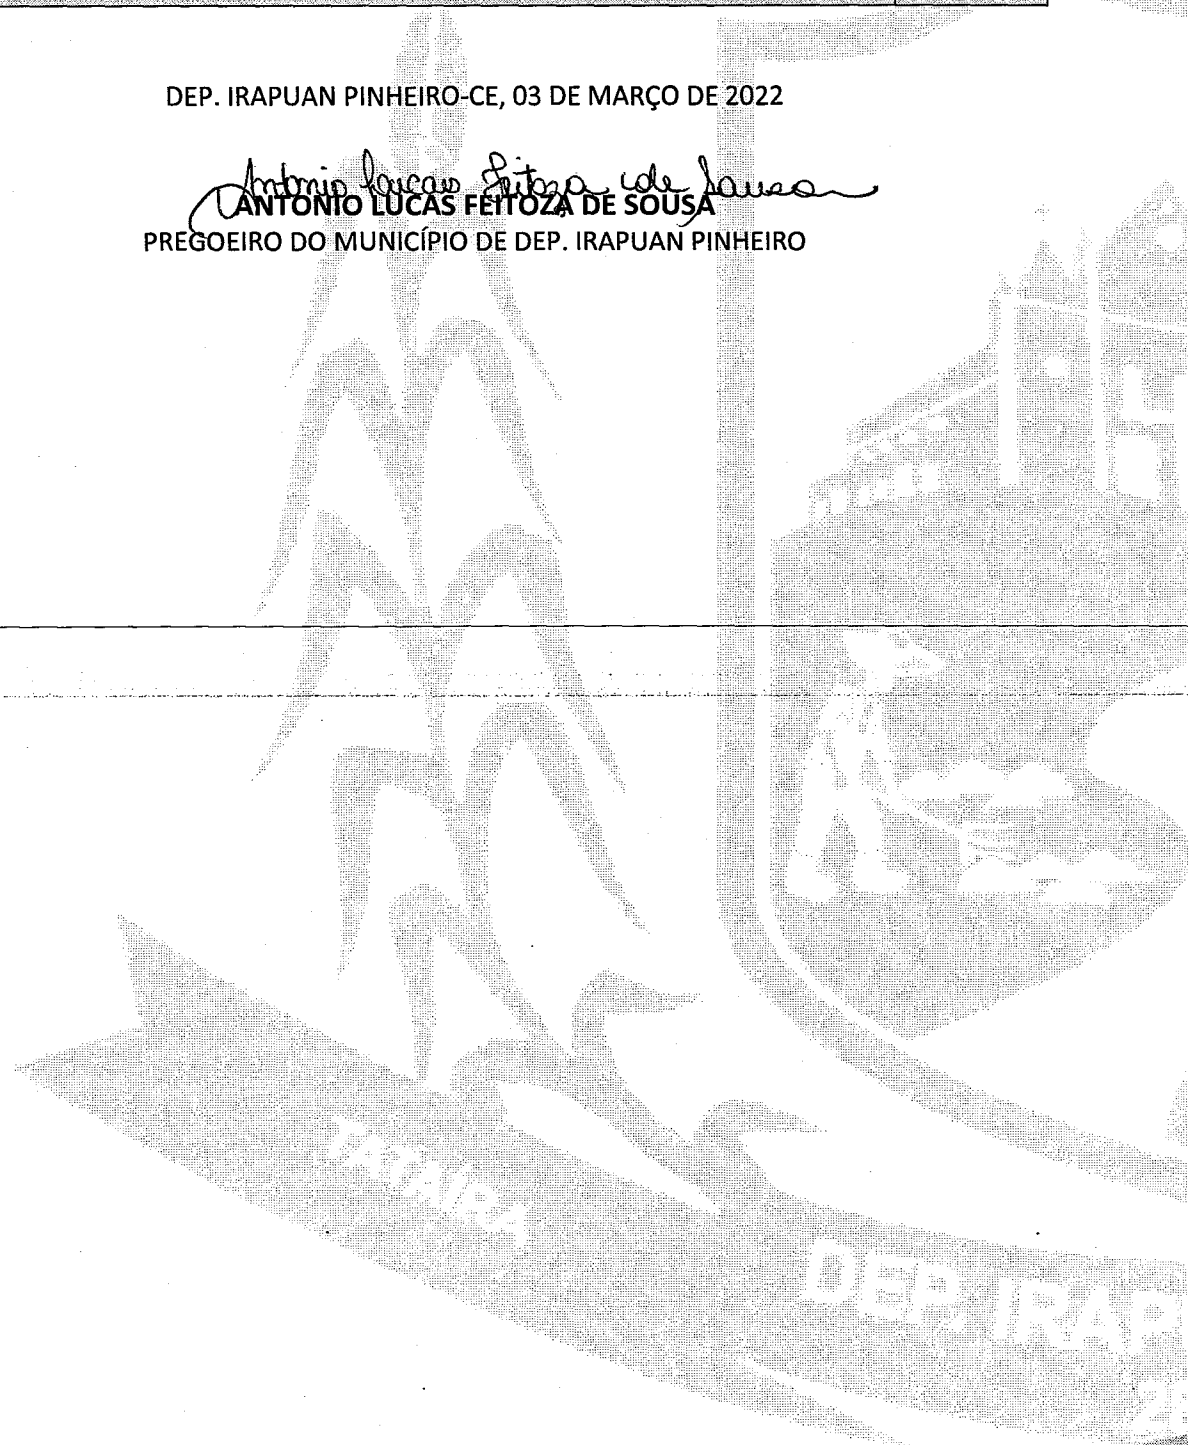 DEP. IRAPUAN PINHEIRO-CE, 03 DE MARÇO DE 2022
Antonio Lucas Feitoza de Sousa
ANTONIO LUCAS FEITOZA DE SOUSA
PREGOEIRO DO MUNICÍPIO DE DEP. IRAPUAN PINHEIRO
TATAÍRA
DEP. IRAP